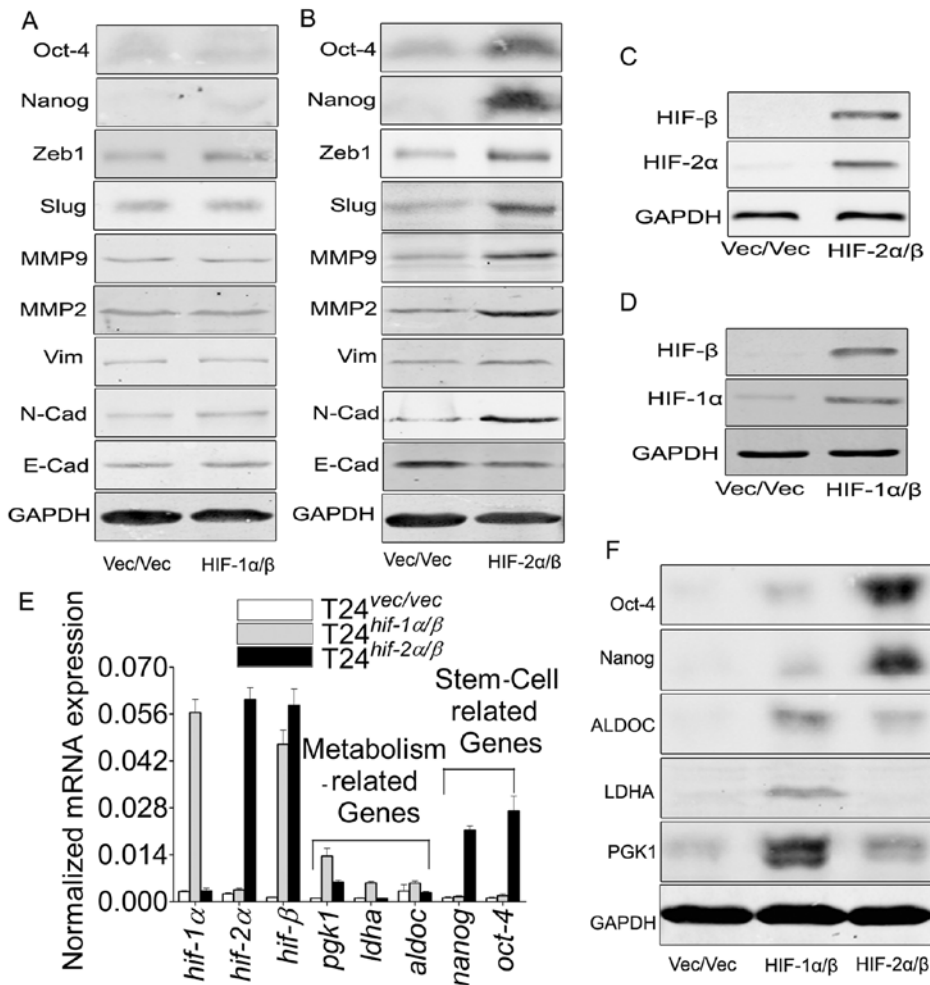 A
Oct-4
Nanog
Zeb1
Slug
MMP9
MMP2
Vim
N-Cad
E-Cad
GAPDH
Vec/Vec HIF-1α/β
B
Oct-4
Nanog
Zeb1
Slug
MMP9
MMP2
Vim
N-Cad
E-Cad
GAPDH
Vec/Vec HIF-2α/β
C
HIF-β
HIF-2α
GAPDH
Vec/Vec HIF-2α/β
D
HIF-β
HIF-1α
GAPDH
Vec/Vec HIF-1α/β
E
T24vec/vec
T24hif-1α/β
T24hif-2α/β
Normalized mRNA expression
0.070
0.056
0.042
0.028
0.014
0.000
Metabolism
-related
Genes
Stem-Cell
related
Genes
hif-1α
hif-2α
hif-β
pgk1
ldha
aldoc
nanog
oct-4
F
Oct-4
Nanog
ALDOC
LDHA
PGK1
GAPDH
Vec/Vec HIF-1α/β HIF-2α/β